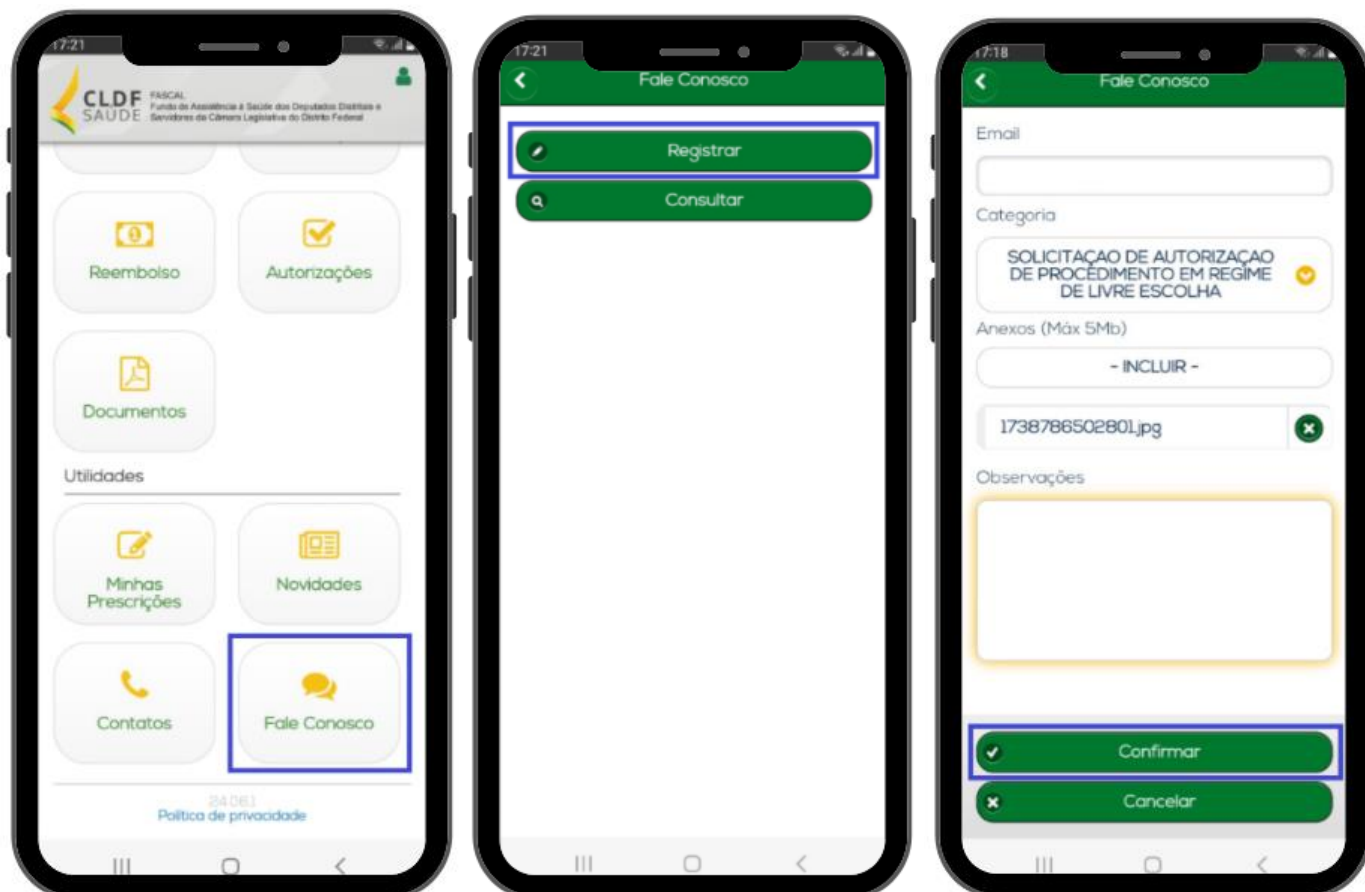 17:21
CLDF
SAUDE
FASCAL
Fundo de Assistência à Saúde dos Deputados Distritais e
Servidores da Câmara Legislativa do Distrito Federal
Reembolso
Autorizações
Documentos
Utilidades
Minhas
Prescrições
Novidades
Contatos
Fale Conosco
24.06.1
Política de privacidade
17:21
Fale Conosco
Registrar
Consultar
17:18
Fale Conosco
Email
Categoria
SOLICITAÇAO DE AUTORIZAÇAO
DE PROCEDIMENTO EM REGIME
DE LIVRE ESCOLHA
Anexos (Máx 5Mb)
- INCLUIR -
1738786502801.jpg
Observações
Confirmar
Cancelar